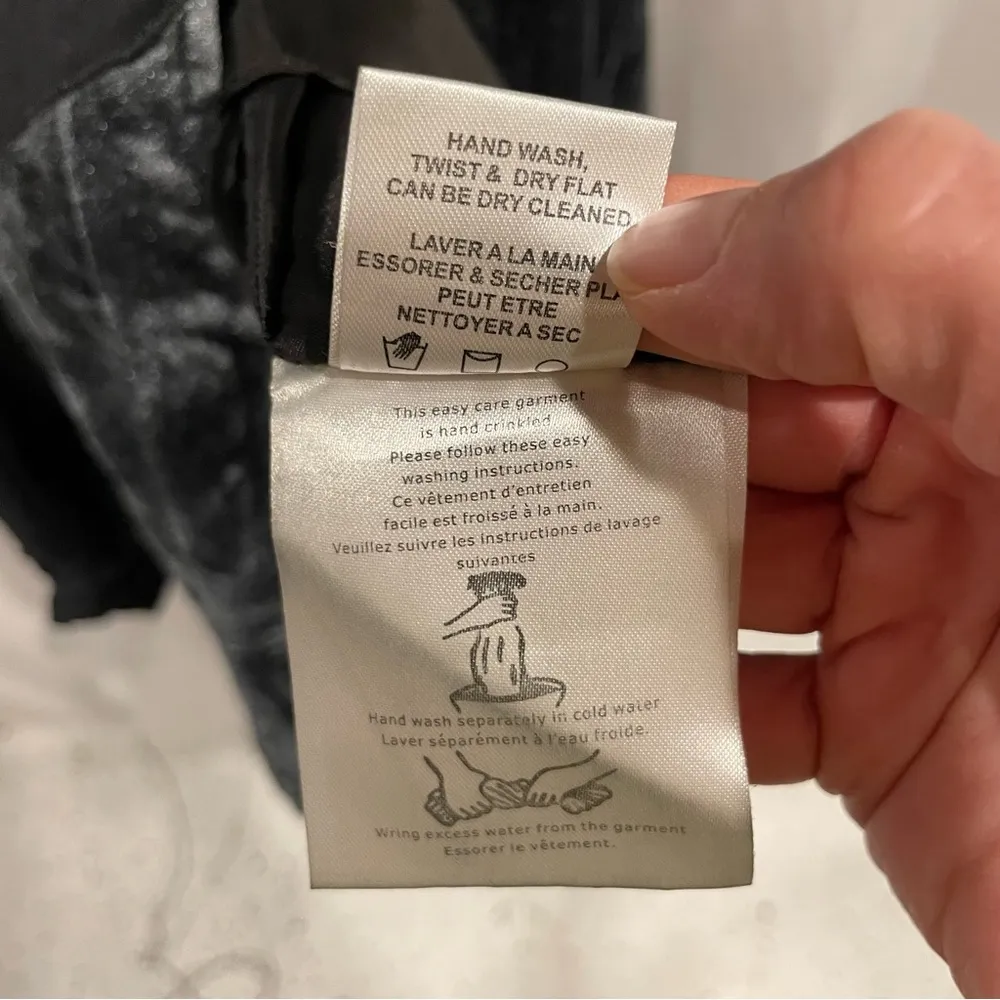 HAND WASH,
TWIST & DRY FLAT
CAN BE DRY CLEANED
LAVER A LA MAIN
ESSORER & SECHER
PEUT ETRE
NETTOYER A SEC
This easy care garment
is hand crinkled
Please follow these easy
washing instructions.
Ce vêtement d'entretien
facile est froissé à la main.
Veuillez suivre les instructions de lavage
suivantes
Hand wash separately in cold water
Laver séparément à l'eau froide.
Wring excess water from the garment
Essorer le vêtement.